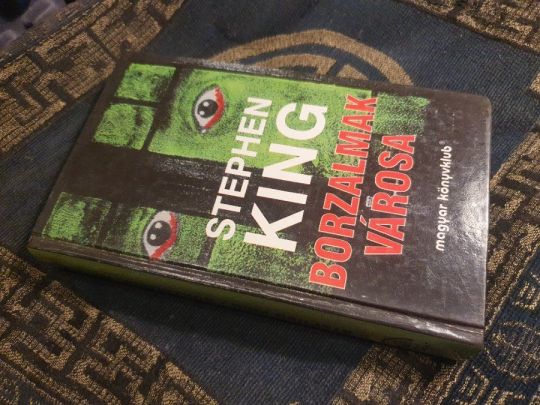 STEPHEN
KING
BORZALMAK
VÁROSA
magyar könyvklub